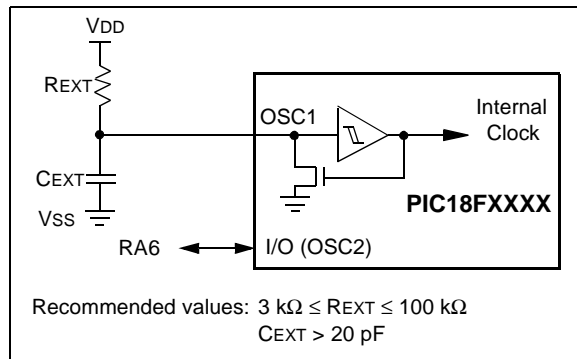 VDD
REXT
OSC1
Internal
Clock
CEXT
PIC18FXXXX
VSS
RA6
I/O (OSC2)
Recommended values: 3 kΩ ≤ REXT ≤ 100 kΩ
CEXT > 20 pF